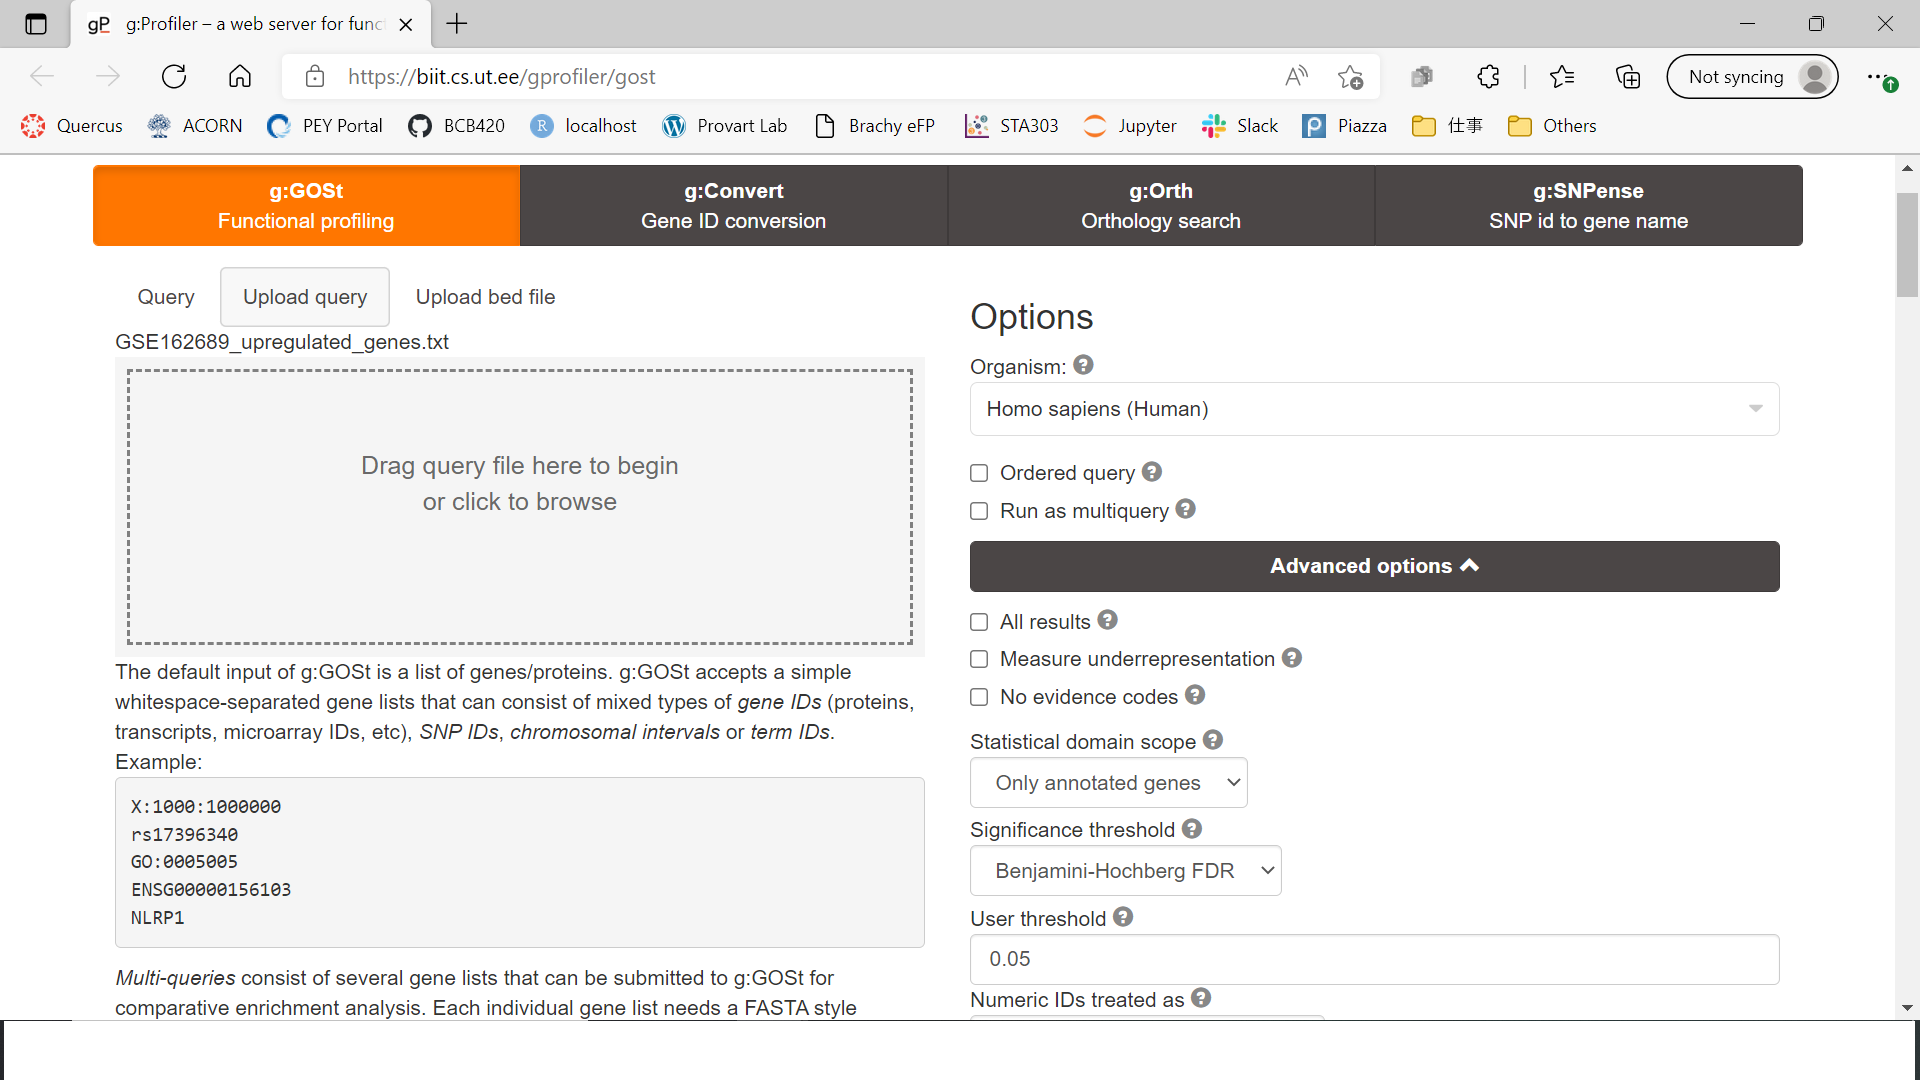 gP g:Profiler – a web server for func
https://biit.cs.ut.ee/gprofiler/gost
Not syncing
Quercus ACORN PEY Portal BCB420 R localhost Provart Lab Brachy eFP STA303 Jupyter Slack Piazza 仕事 Others
g:GOSt
Functional profiling
g:Convert
Gene ID conversion
g:Orth
Orthology search
g:SNPense
SNP id to gene name
Query Upload query Upload bed file
GSE162689_upregulated_genes.txt
Drag query file here to begin
or click to browse
The default input of g:GOSt is a list of genes/proteins. g:GOSt accepts a simple
whitespace-separated gene lists that can consist of mixed types of gene IDs (proteins,
transcripts, microarray IDs, etc), SNP IDs, chromosomal intervals or term IDs.
Example:
X:1000:1000000
rs17396340
GO:0005005
ENSG00000156103
NLRP1
Multi-queries consist of several gene lists that can be submitted to g:GOSt for
comparative enrichment analysis. Each individual gene list needs a FASTA style
Options
Organism: ?
Homo sapiens (Human)
Ordered query ?
Run as multiquery ?
Advanced options
All results ?
Measure underrepresentation ?
No evidence codes ?
Statistical domain scope ?
Only annotated genes
Significance threshold ?
Benjamini-Hochberg FDR
User threshold ?
0.05
Numeric IDs treated as ?